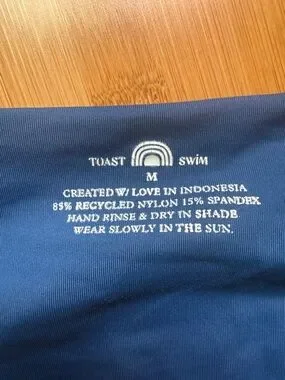 TOAST SWIM
M
CREATED W/ LOVE IN INDONESIA
85% RECYCLED NYLON 15% SPANDEX
HAND RINSE & DRY IN SHADE
WEAR SLOWLY IN THE SUN.